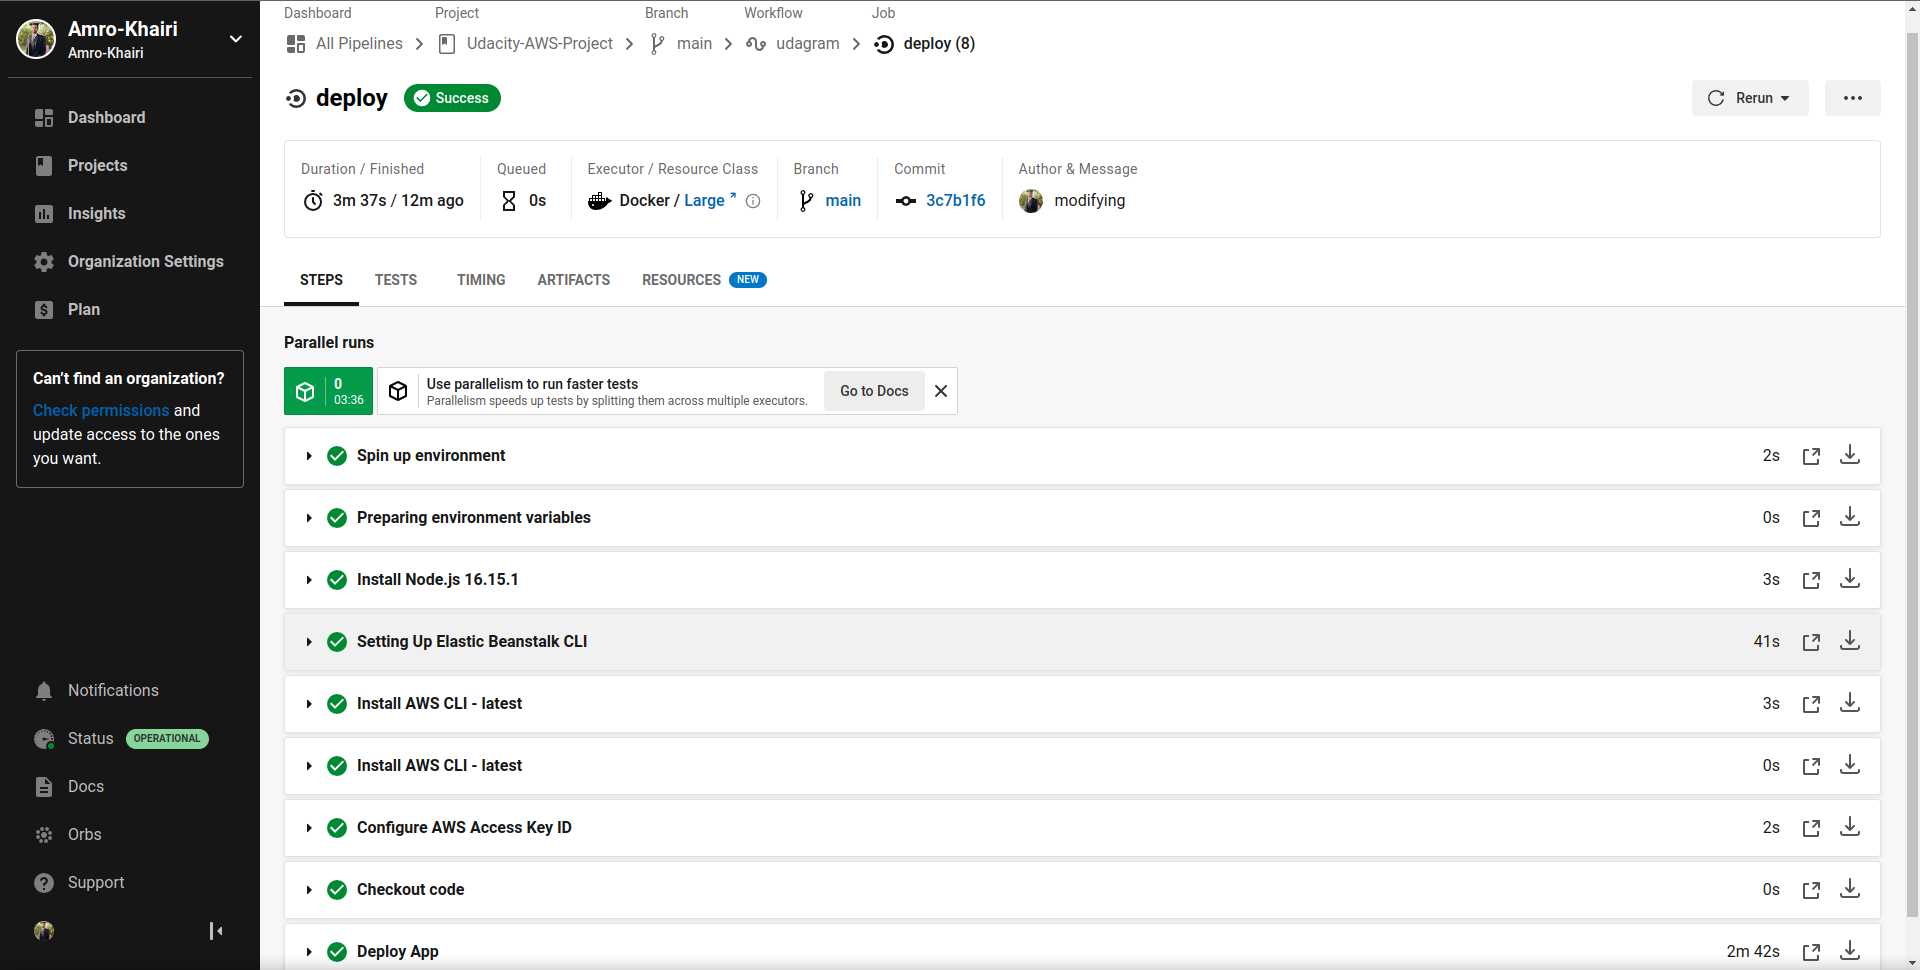 Amro-Khairi
Amro-Khairi
Dashboard
Projects
Insights
Organization Settings
Plan
Can't find an organization?
Check permissions and
update access to the ones
you want.
Notifications
Status OPERATIONAL
Docs
Orbs
Support
Dashboard Project Branch Workflow Job
All Pipelines Udacity-AWS-Project main udagram deploy (8)
deploy Success
Rerun
Duration / Finished Queued Executor / Resource Class Branch Commit Author & Message
3m 37s / 12m ago 0s Docker / Large main 3c7b1f6 modifying
STEPS TESTS TIMING ARTIFACTS RESOURCES NEW
Parallel runs
0
03:36
Use parallelism to run faster tests
Parallelism speeds up tests by splitting them across multiple executors.
Go to Docs
Spin up environment 2s
Preparing environment variables 0s
Install Node.js 16.15.1 3s
Setting Up Elastic Beanstalk CLI 41s
Install AWS CLI - latest 3s
Install AWS CLI - latest 0s
Configure AWS Access Key ID 2s
Checkout code 0s
Deploy App 2m 42s